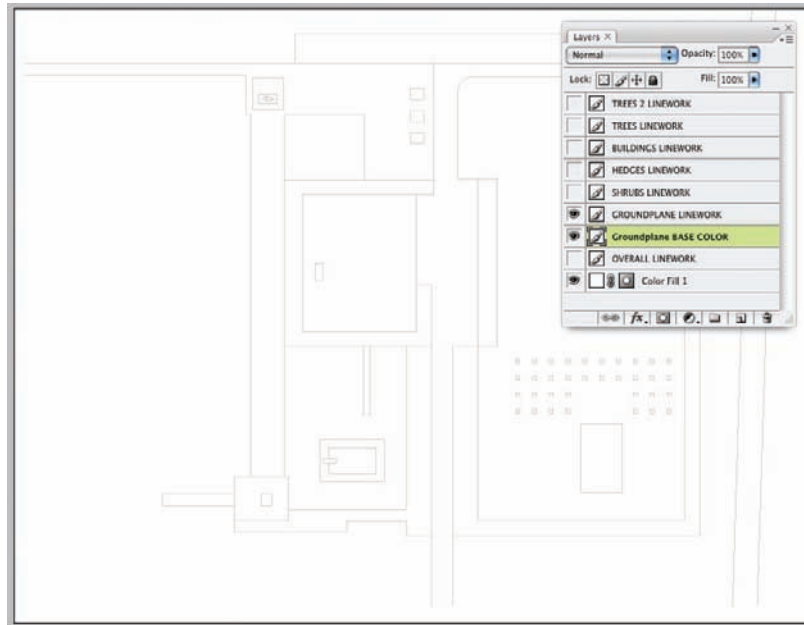 Layers ×
Normal Opacity: 100%
Lock: Fill: 100%
TREES 2 LINEWORK
TREES LINEWORK
BUILDINGS LINEWORK
HEDGES LINEWORK
SHRUBS LINEWORK
GROUNDPLANE LINEWORK
Groundplane BASE COLOR
OVERALL LINEWORK
Color Fill 1
fx.